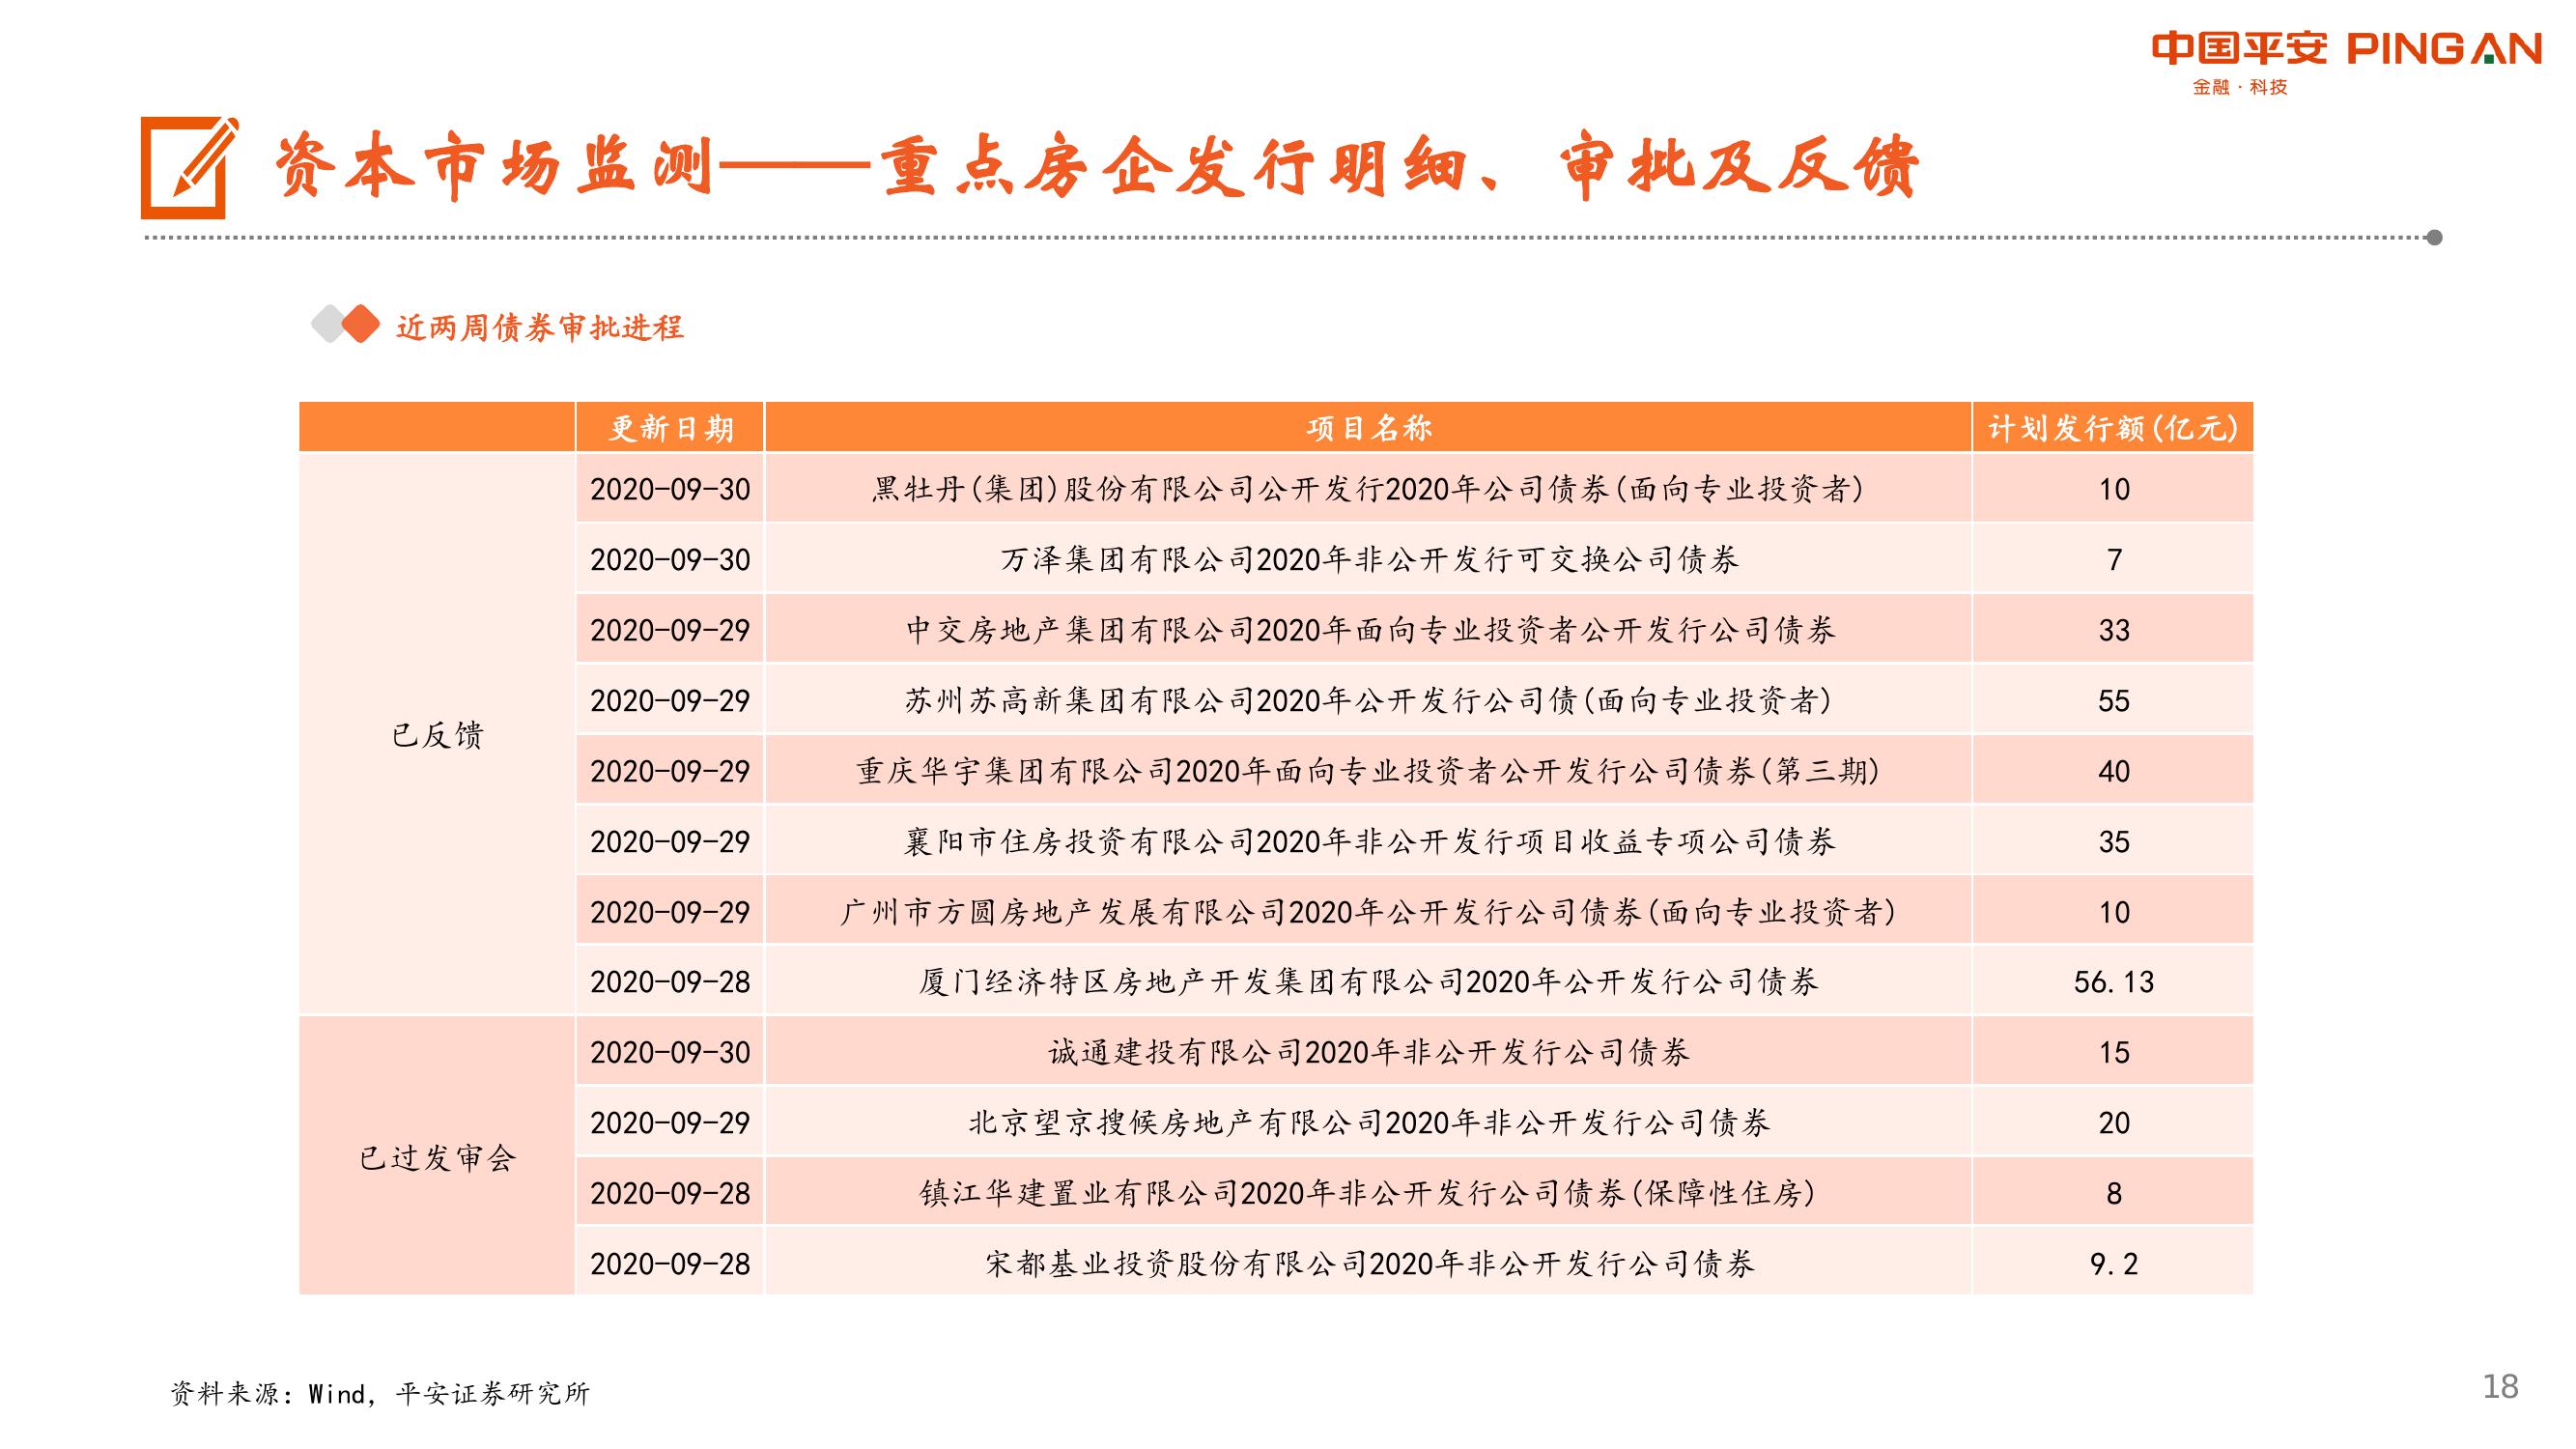 中国平安 PINGAN
金融·科技
资本市场监测——重点房企发行明细、审批及反馈
近两周债券审批进程
更新日期 项目名称 计划发行额(亿元)
已反馈
2020-09-30 黑牡丹(集团)股份有限公司公开发行2020年公司债券(面向专业投资者) 10
2020-09-30 万泽集团有限公司2020年非公开发行可交换公司债券 7
2020-09-29 中交房地产集团有限公司2020年面向专业投资者公开发行公司债券 33
2020-09-29 苏州苏高新集团有限公司2020年公开发行公司债(面向专业投资者) 55
2020-09-29 重庆华宇集团有限公司2020年面向专业投资者公开发行公司债券(第三期) 40
2020-09-29 襄阳市住房投资有限公司2020年非公开发行项目收益专项公司债券 35
2020-09-29 广州市方圆房地产发展有限公司2020年公开发行公司债券(面向专业投资者) 10
2020-09-28 厦门经济特区房地产开发集团有限公司2020年公开发行公司债券 56.13
已过发审会
2020-09-30 诚通建投有限公司2020年非公开发行公司债券 15
2020-09-29 北京望京搜候房地产有限公司2020年非公开发行公司债券 20
2020-09-28 镇江华建置业有限公司2020年非公开发行公司债券(保障性住房) 8
2020-09-28 宋都基业投资股份有限公司2020年非公开发行公司债券 9.2
资料来源：Wind，平安证券研究所
18